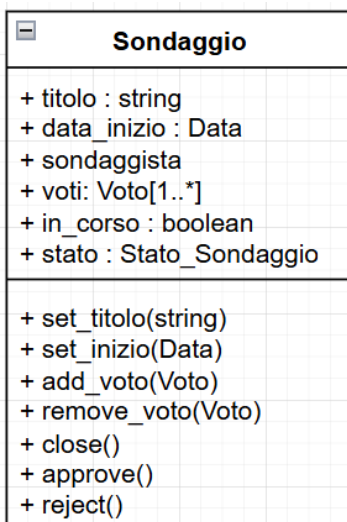 Sondaggio
+ titolo : string
+ data_inizio : Data
+ sondaggista
+ voti: Voto[1..*]
+ in_corso : boolean
+ stato : Stato_Sondaggio
+ set_titolo(string)
+ set_inizio(Data)
+ add_voto(Voto)
+ remove_voto(Voto)
+ close()
+ approve()
+ reject()